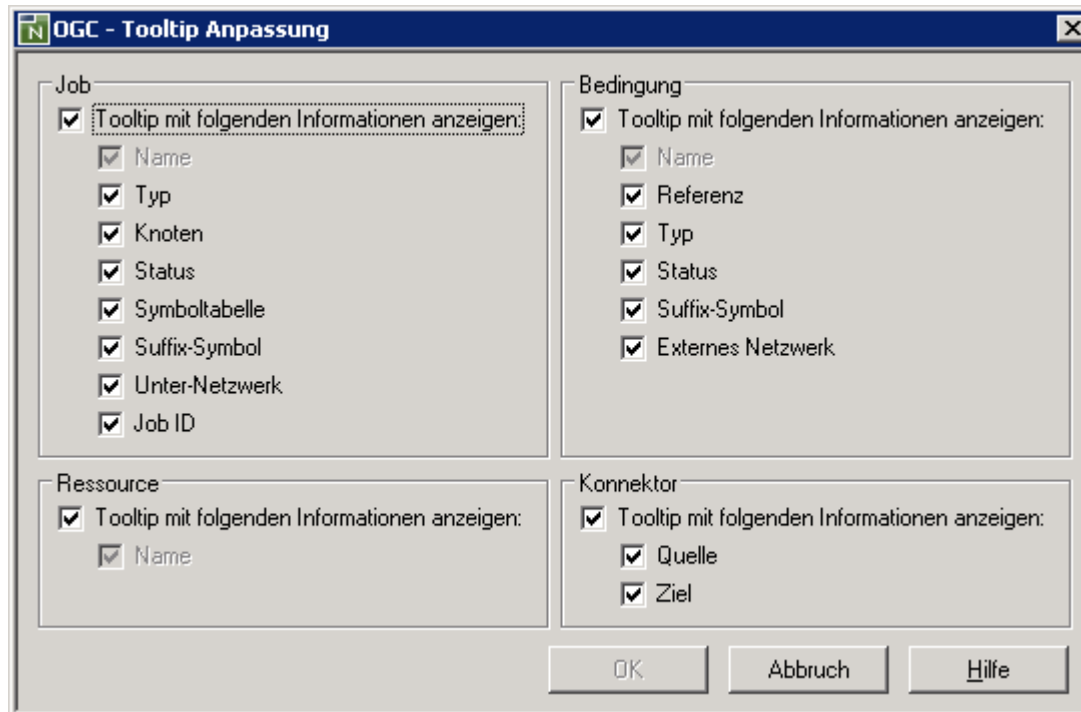 N OGC - Tooltip Anpassung
Job
Tooltip mit folgenden Informationen anzeigen:
Name
Typ
Knoten
Status
Symboltabelle
Suffix-Symbol
Unter-Netzwerk
Job ID
Bedingung
Tooltip mit folgenden Informationen anzeigen:
Name
Referenz
Typ
Status
Suffix-Symbol
Externes Netzwerk
Ressource
Tooltip mit folgenden Informationen anzeigen:
Name
Konnektor
Tooltip mit folgenden Informationen anzeigen:
Quelle
Ziel
OK
Abbruch
Hilfe